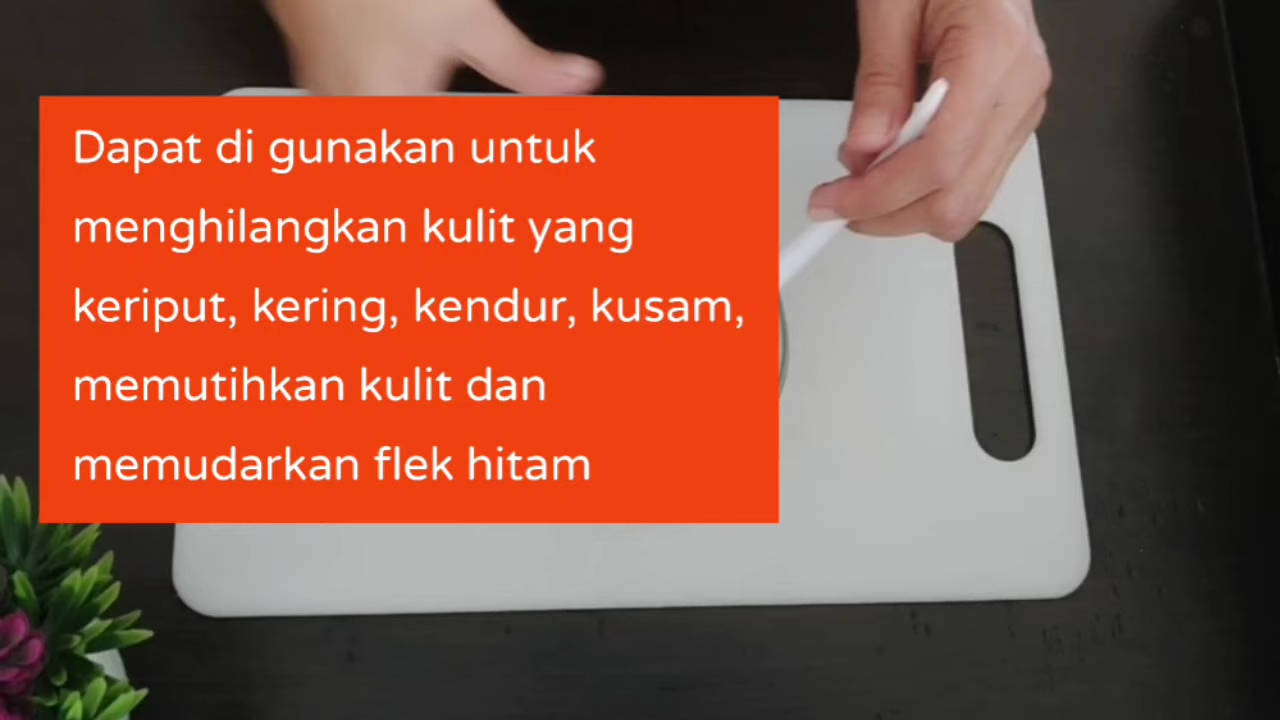 Dapat di gunakan untuk
menghilangkan kulit yang
keriput, kering, kendur, kusam,
memutihkan kulit dan
memudarkan flek hitam